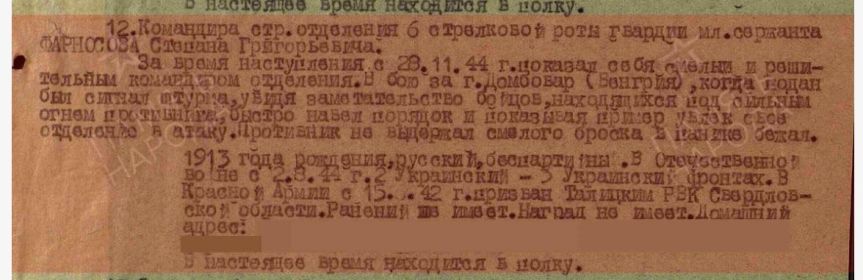 В настоящее время находится в полку.
12.Командира стр.отделения 6 стрелковой роты гвардии мл.сержанта
ФАРНОСОВА Степана Григорьевича.
За время наступления с 28.11.44 г.показал себя смелым и реши-
тельным командиром отделения.В бою за г.Домбовар (Венгрия),когда подан
был сигнал штурма,увидя замешательство бойцов,находящихся под сильным
огнем противника,быстро навел порядок и показывая пример увлек свое
отделение в атаку.Противник не выдержал смелого броска в панике бежал.
1913 года рождения,русский,беспартийный.В Отечественной
войне с 2.8.44 г.2 Украинский - 3 Украинский фронтах.В
Красной Армии с 15. .42 г.призван Талицким РВК Свердлов-
ской области.Ранений не имеет.Наград не имеет.Домашний
адрес:
В настоящее время находится в полку.